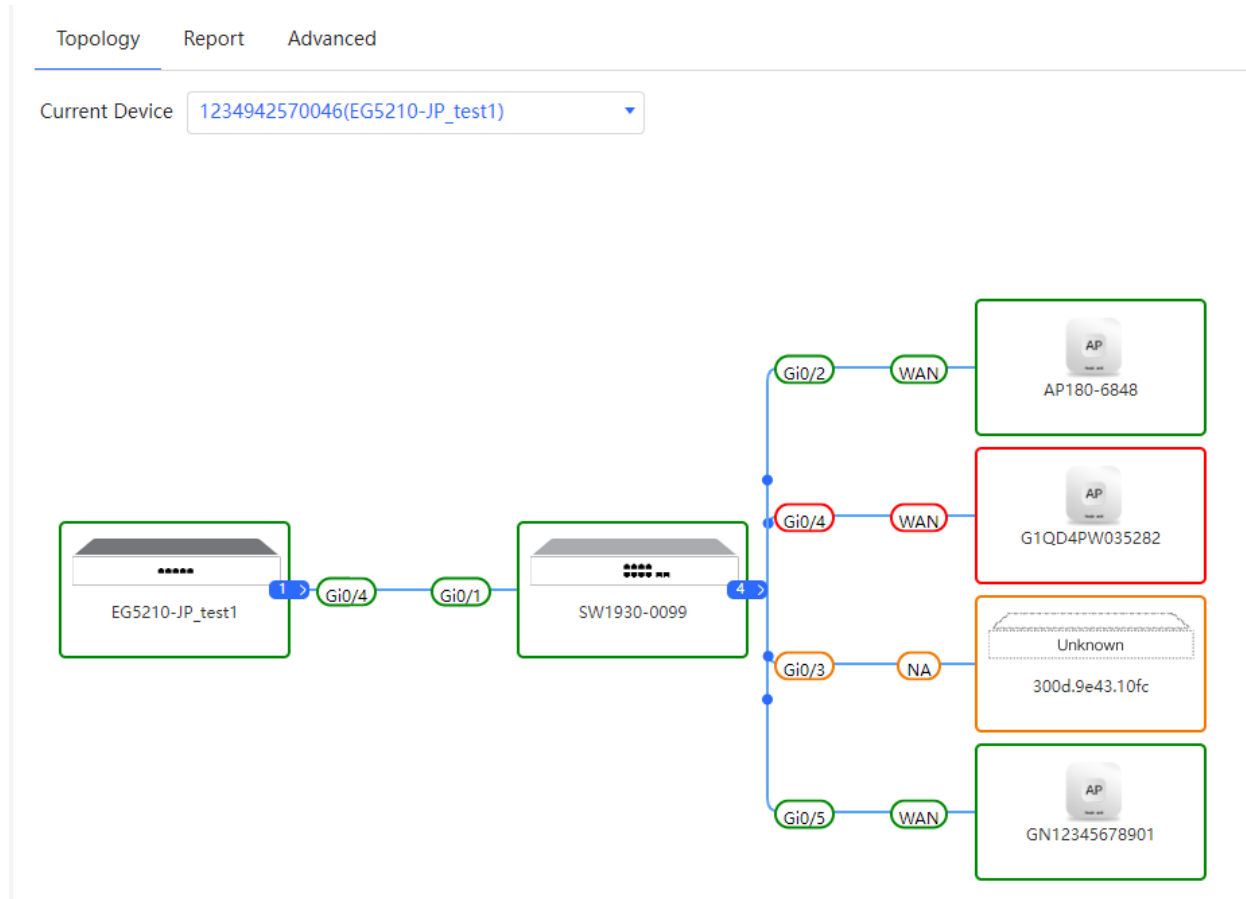 Topology Report Advanced
Current Device 1234942570046(EG5210-JP_test1)
Gi0/2 WAN
AP
AP180-6848
Gi0/4 WAN
AP
G1QD4PW035282
EG5210-JP_test1
1
Gi0/4 Gi0/1
SW1930-0099
4
Gi0/3 NA
Unknown
300d.9e43.10fc
Gi0/5 WAN
AP
GN12345678901